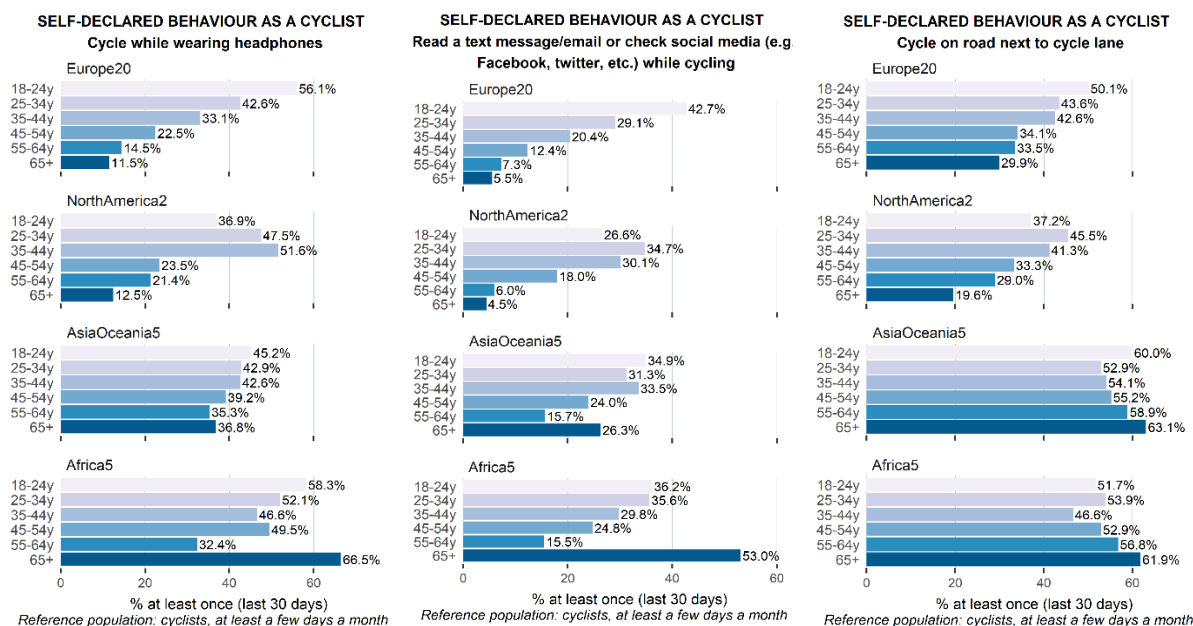 SELF-DECLARED BEHAVIOUR AS A CYCLIST
Cycle while wearing headphones
Europe20
18-24y 56.1%
25-34y 42.6%
35-44y 33.1%
45-54y 22.5%
55-64y 14.5%
65+ 11.5%
NorthAmerica2
18-24y 36.9%
25-34y 47.5%
35-44y 51.6%
45-54y 23.5%
55-64y 21.4%
65+ 12.5%
AsiaOceania5
18-24y 45.2%
25-34y 42.9%
35-44y 42.6%
45-54y 39.2%
55-64y 35.3%
65+ 36.8%
Africa5
18-24y 58.3%
25-34y 52.1%
35-44y 46.6%
45-54y 49.5%
55-64y 32.4%
65+ 66.5%
0 20 40 60
% at least once (last 30 days)
Reference population: cyclists, at least a few days a month
SELF-DECLARED BEHAVIOUR AS A CYCLIST
Read a text message/email or check social media (e.g.
Facebook, twitter, etc.) while cycling
Europe20
18-24y 42.7%
25-34y 29.1%
35-44y 20.4%
45-54y 12.4%
55-64y 7.3%
65+ 5.5%
NorthAmerica2
18-24y 26.6%
25-34y 34.7%
35-44y 30.1%
45-54y 18.0%
55-64y 6.0%
65+ 4.5%
AsiaOceania5
18-24y 34.9%
25-34y 31.3%
35-44y 33.5%
45-54y 24.0%
55-64y 15.7%
65+ 26.3%
Africa5
18-24y 36.2%
25-34y 35.6%
35-44y 29.8%
45-54y 24.8%
55-64y 15.5%
65+ 53.0%
0 20 40 60
% at least once (last 30 days)
Reference population: cyclists, at least a few days a month
SELF-DECLARED BEHAVIOUR AS A CYCLIST
Cycle on road next to cycle lane
Europe20
18-24y 50.1%
25-34y 43.6%
35-44y 42.6%
45-54y 34.1%
55-64y 33.5%
65+ 29.9%
NorthAmerica2
18-24y 37.2%
25-34y 45.5%
35-44y 41.3%
45-54y 33.3%
55-64y 29.0%
65+ 19.6%
AsiaOceania5
18-24y 60.0%
25-34y 52.9%
35-44y 54.1%
45-54y 55.2%
55-64y 58.9%
65+ 63.1%
Africa5
18-24y 51.7%
25-34y 53.9%
35-44y 46.6%
45-54y 52.9%
55-64y 56.8%
65+ 61.9%
0 20 40 60
% at least once (last 30 days)
Reference population: cyclists, at least a few days a month